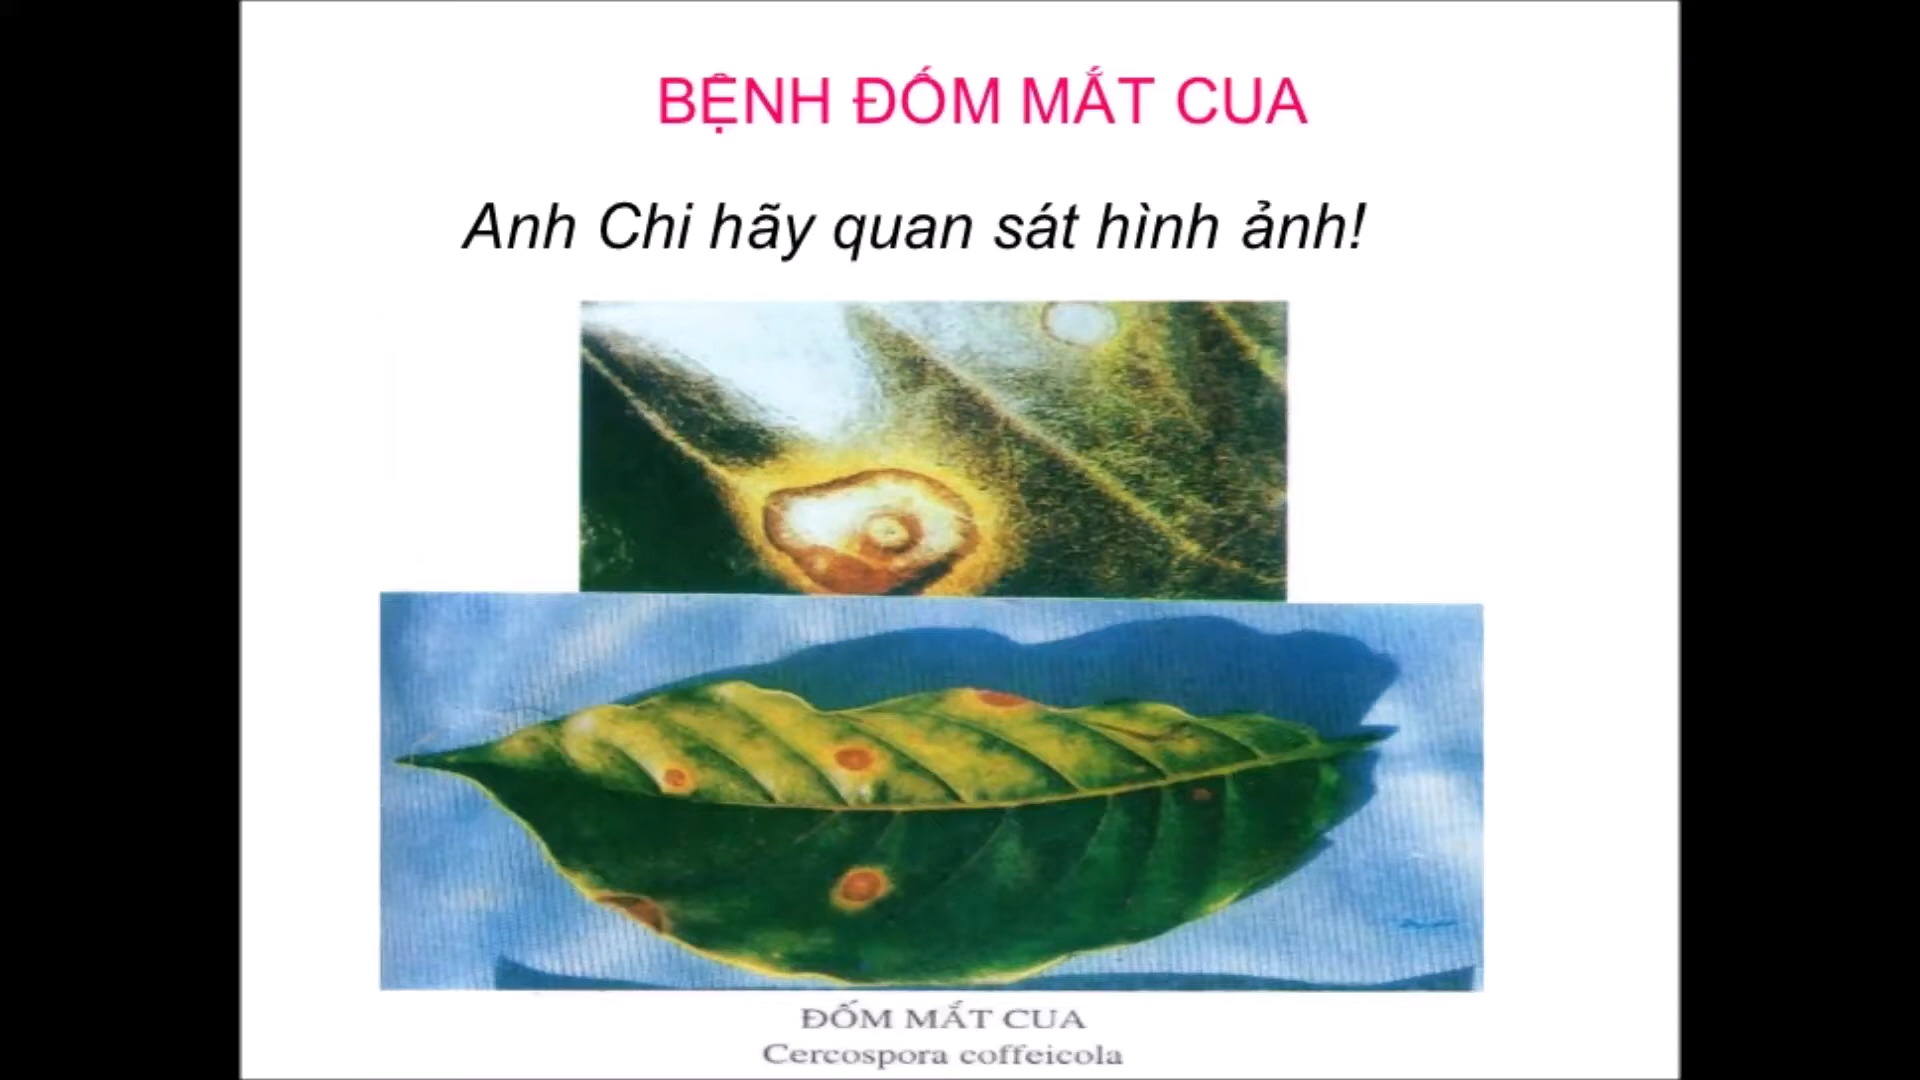 BỆNH ĐỐM MẮT CUA
Anh Chi hãy quan sát hình ảnh!
ĐỐM MẮT CUA
Cercospora coffeicola